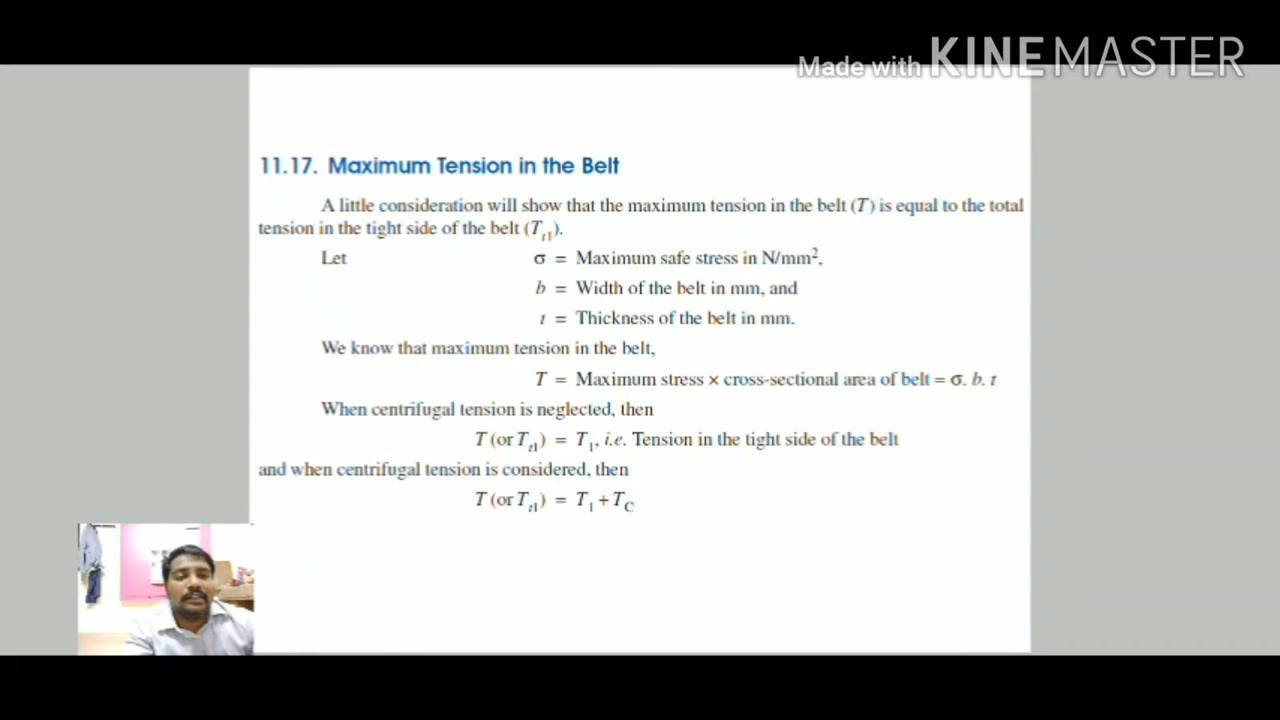 Made with KINEMASTER
11.17. Maximum Tension in the Belt
A little consideration will show that the maximum tension in the belt (T) is equal to the total
tension in the tight side of the belt (Tt1).
Let σ = Maximum safe stress in N/mm²,
b = Width of the belt in mm, and
t = Thickness of the belt in mm.
We know that maximum tension in the belt,
T = Maximum stress × cross-sectional area of belt = σ. b. t
When centrifugal tension is neglected, then
T (or Tt1) = T1, i.e. Tension in the tight side of the belt
and when centrifugal tension is considered, then
T (or Tt1) = T1 + TC